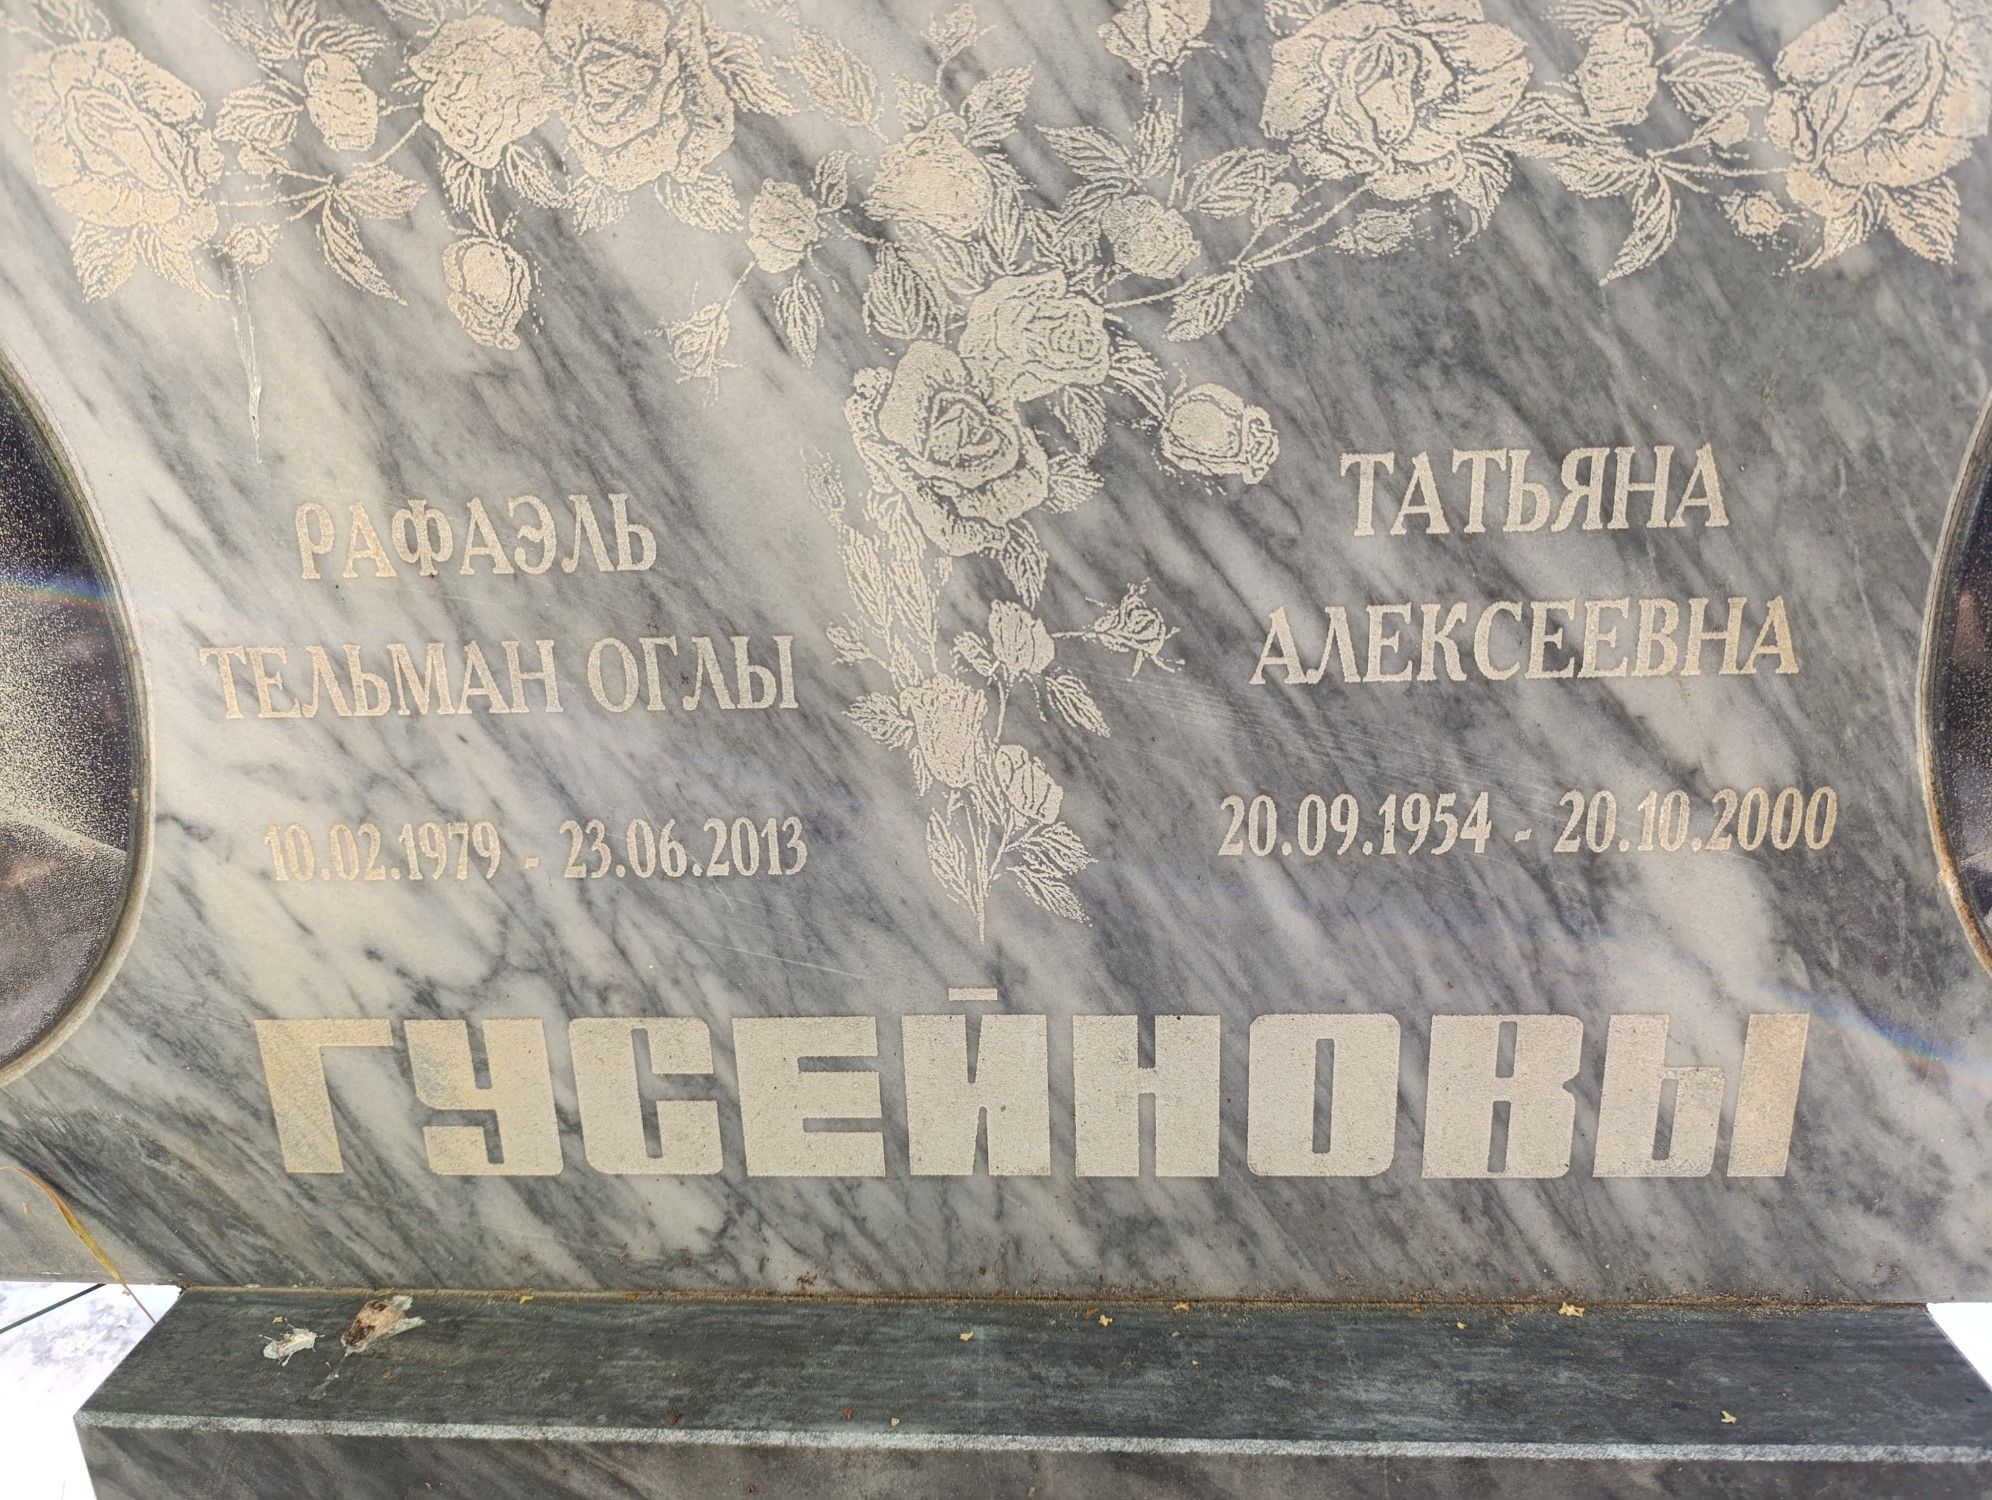 РАФАЭЛЬ
ТЕЛЬМАН ОГЛЫ
10.02.1979 - 23.06.2013
ТАТЬЯНА
АЛЕКСЕЕВНА
20.09.1954 - 20.10.2000
ГУСЕЙНОВЫ